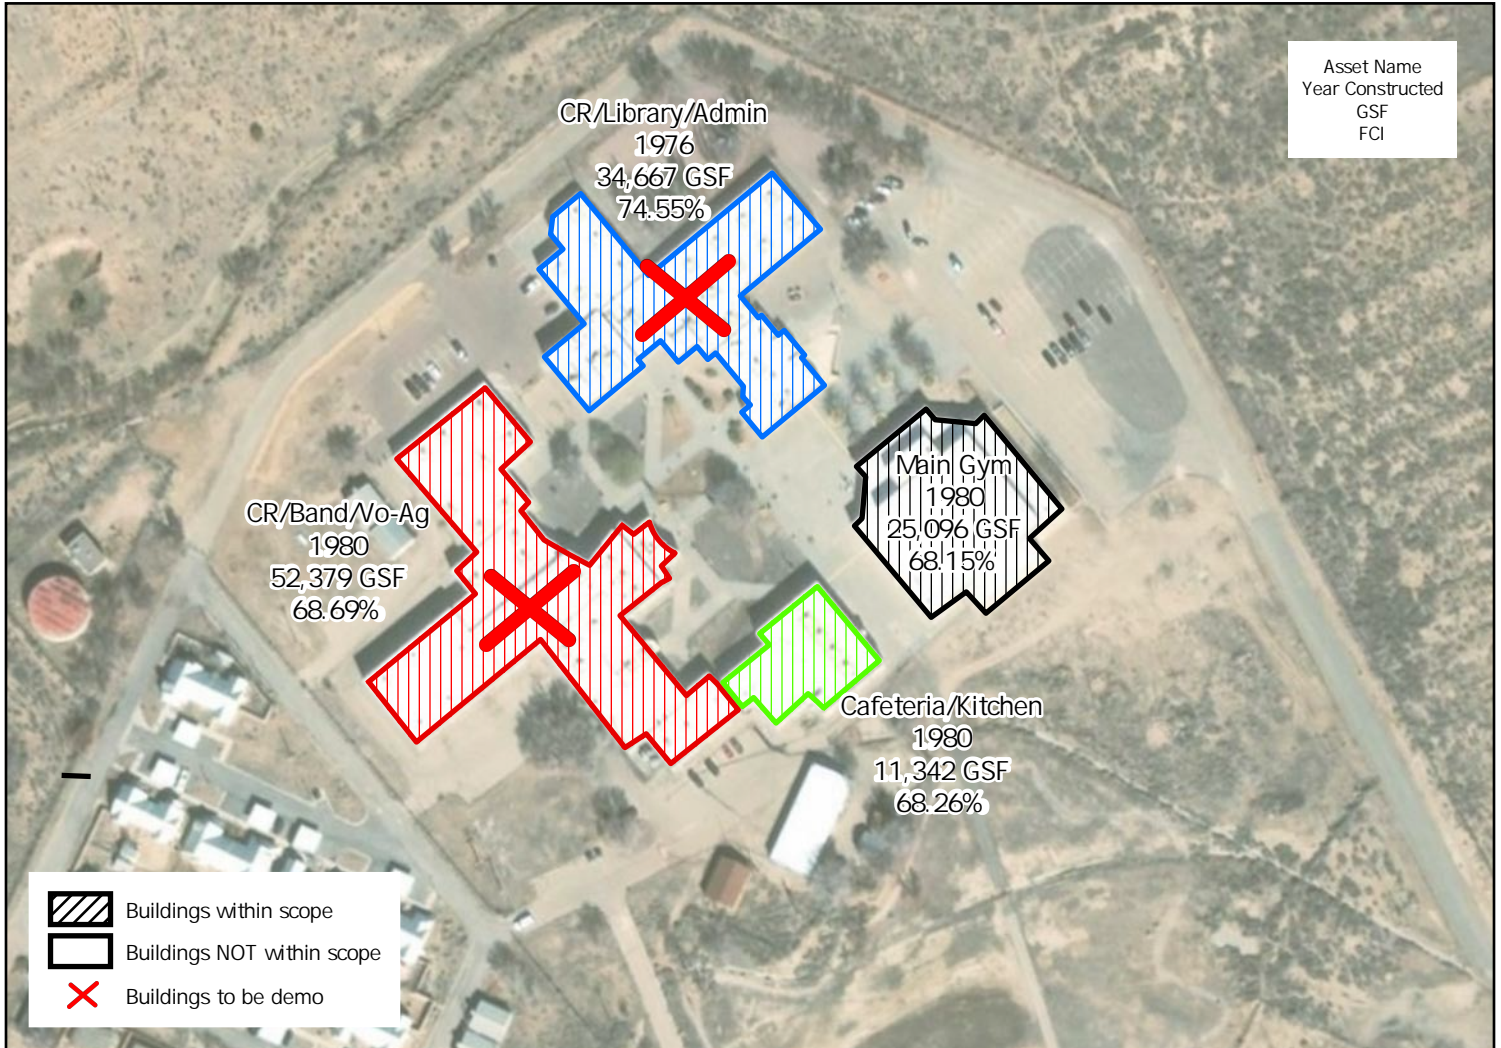 Asset Name
Year Constructed
GSF
FCI
CR/Library/Admin
1976
34,667 GSF
74.55%
Main Gym
1980
25,096 GSF
68.15%
CR/Band/Vo-Ag
1980
52,379 GSF
68.69%
Cafeteria/Kitchen
1980
11,342 GSF
68.26%
Buildings within scope
Buildings NOT within scope
Buildings to be demo